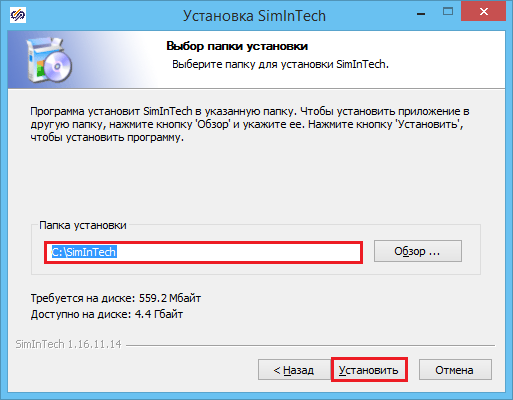 Установка SimInTech
Выбор папки установки
Выберите папку для установки SimInTech.
Программа установит SimInTech в указанную папку. Чтобы установить приложение в
другую папку, нажмите кнопку 'Обзор' и укажите ее. Нажмите кнопку 'Установить',
чтобы установить программу.
Папка установки
C:\SimInTech
Обзор ...
Требуется на диске: 559.2 Мбайт
Доступно на диске: 4.4 Гбайт
SimInTech 1.16.11.14
< Назад
Установить
Отмена